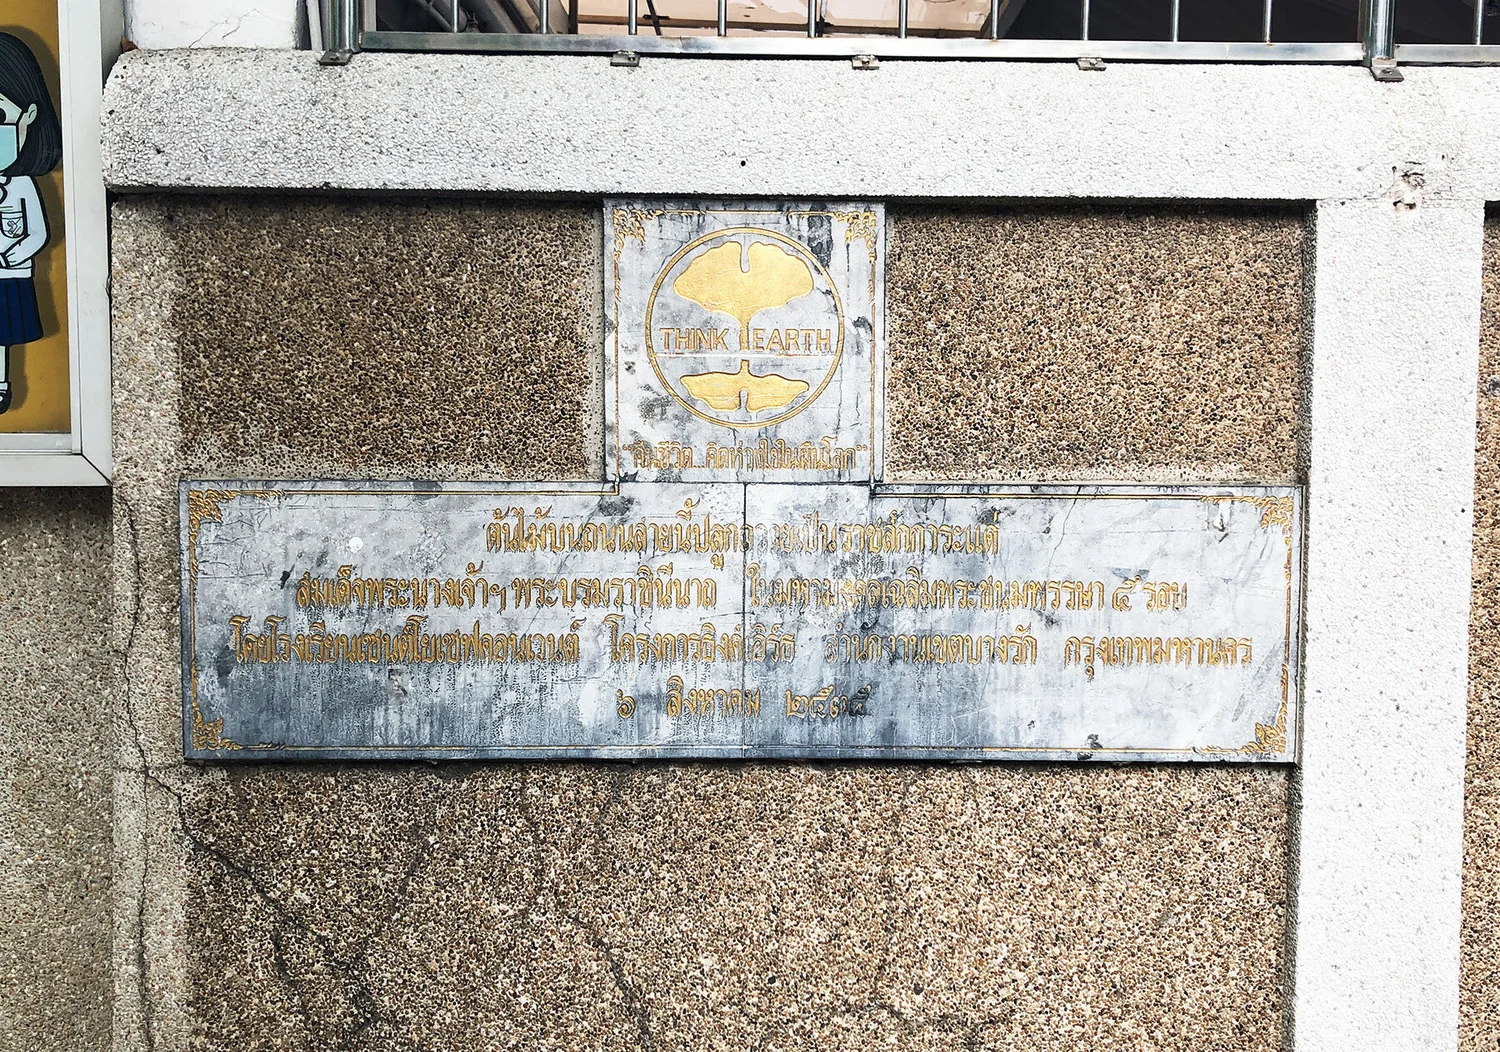 THINK EARTH
"คืนชีวิต...คิดห่วงใยในผืนโลก"
ต้นไม้บนถนนสายนี้ปลูกถวายเป็นราชสักการะแด่
สมเด็จพระนางเจ้าฯ พระบรมราชินีนาถ ในมหามงคลเฉลิมพระชนมพรรษา ๕ รอบ
โดยโรงเรียนเซนต์โยเซฟคอนเวนต์ โครงการธิงค์เอิร์ธ สำนักงานเขตบางรัก กรุงเทพมหานคร
๖ สิงหาคม ๒๕๓๕